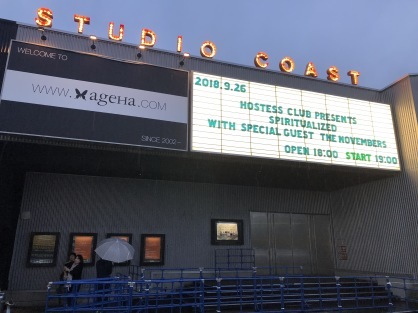 STUDIO COAST
WELCOME TO
WWW.ageHa.COM
SINCE 2002~
2018.9.26
HOSTESS CLUB PRESENTS
SPIRITUALIZED
WITH SPECIAL GUEST THE NOVEMBERS
OPEN 18:00 START 19:00